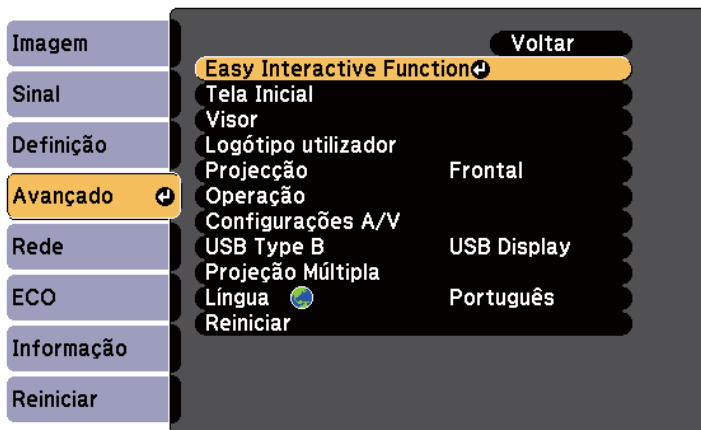 Imagem
Sinal
Definição
Avançado
Rede
ECO
Informação
Reiniciar
Voltar
Easy Interactive Function
Tela Inicial
Visor
Logótipo utilizador
Projecção Frontal
Operação
Configurações A/V
USB Type B USB Display
Projeção Múltipla
Língua Português
Reiniciar